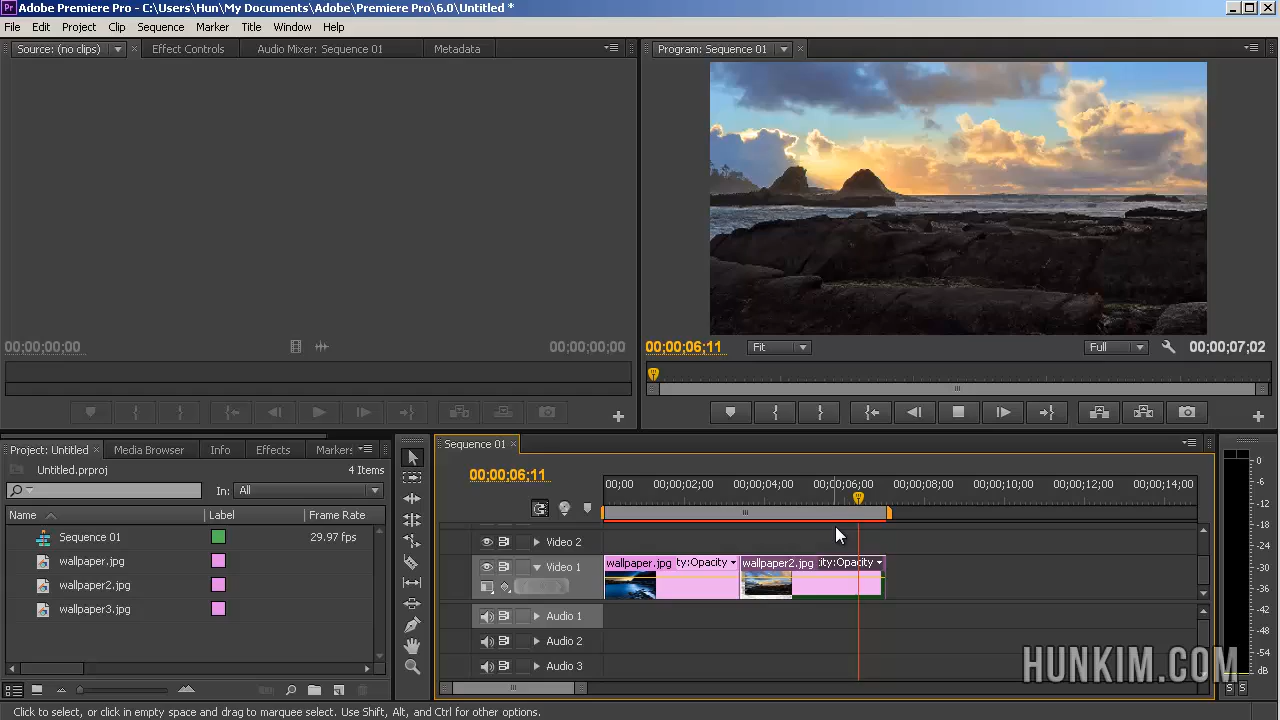 Adobe Premiere Pro - C:\Users\Hun\My Documents\Adobe\Premiere Pro\6.0\Untitled *
File Edit Project Clip Sequence Marker Title Window Help
Source: (no clips) Effect Controls Audio Mixer: Sequence 01 Metadata
Program: Sequence 01
00;00;00;00 00;00;00;00
00;00;06;11 Fit Full 00;00;07;02
Project: Untitled Media Browser Info Effects Markers
Untitled.prproj 4 Items
In: All
Name Label Frame Rate
Sequence 01 29.97 fps
wallpaper.jpg
wallpaper2.jpg
wallpaper3.jpg
Sequence 01
00;00;06;11
00;00 00;00;02;00 00;00;04;00 00;00;06;00 00;00;08;00 00;00;10;00 00;00;12;00 00;00;14;00
Video 2
Video 1 wallpaper.jpg ty:Opacity wallpaper2.jpg ity:Opacity
Audio 1
Audio 2
Audio 3
0
-6
-12
-18
-24
-30
-36
-42
-48
-54
dB
S S
HUNKIM.COM
Click to select, or click in empty space and drag to marquee select. Use Shift, Alt, and Ctrl for other options.